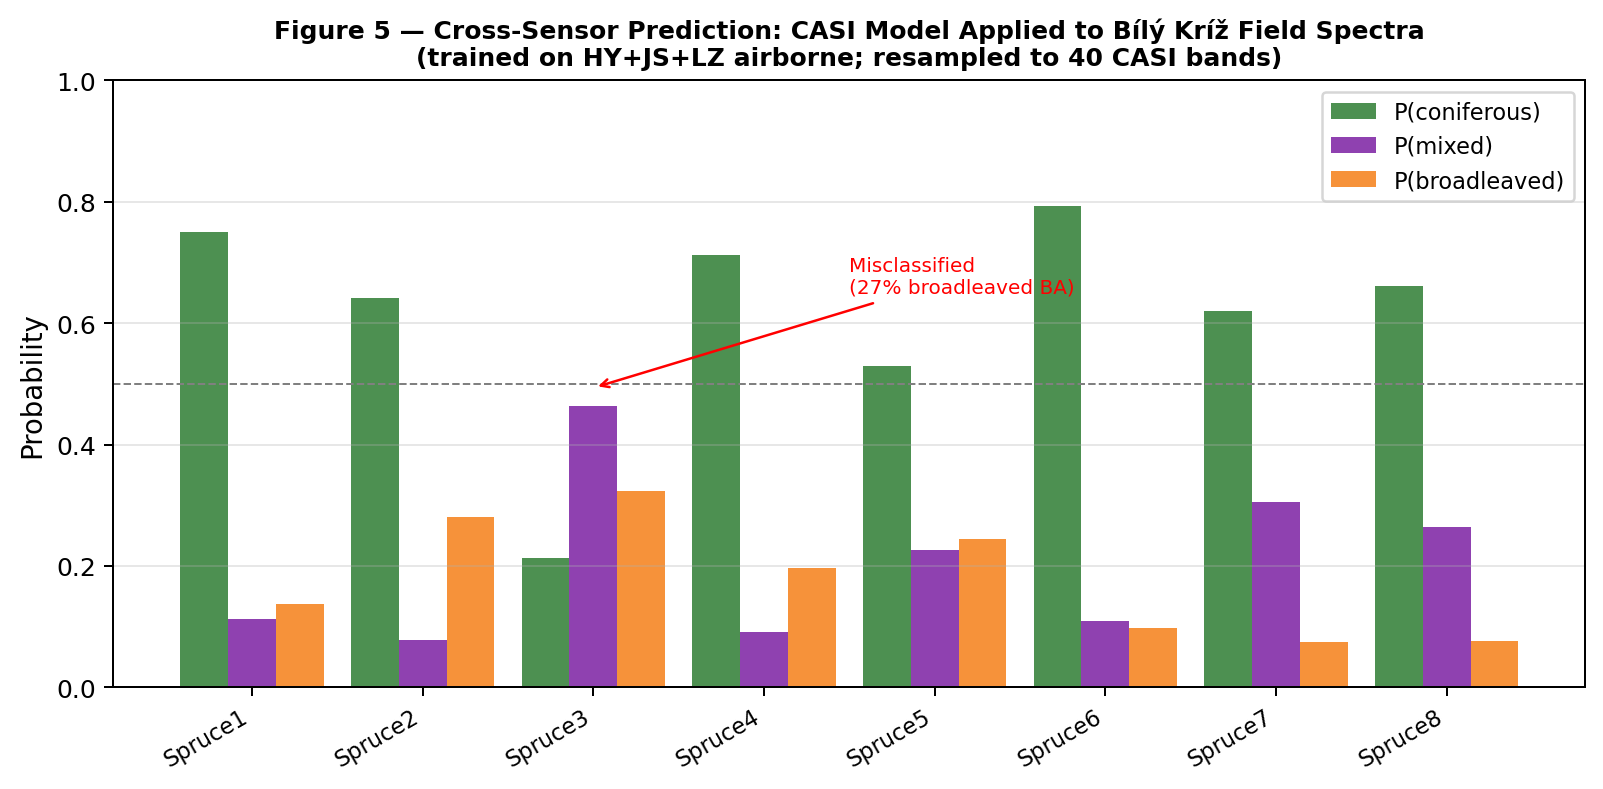 Figure 5 — Cross-Sensor Prediction: CASI Model Applied to Bílý Kríž Field Spectra
(trained on HY+JS+LZ airborne; resampled to 40 CASI bands)
P(coniferous)
P(mixed)
P(broadleaved)
Misclassified
(27% broadleaved BA)
Probability
1.0
0.8
0.6
0.4
0.2
0.0
Spruce1
Spruce2
Spruce3
Spruce4
Spruce5
Spruce6
Spruce7
Spruce8